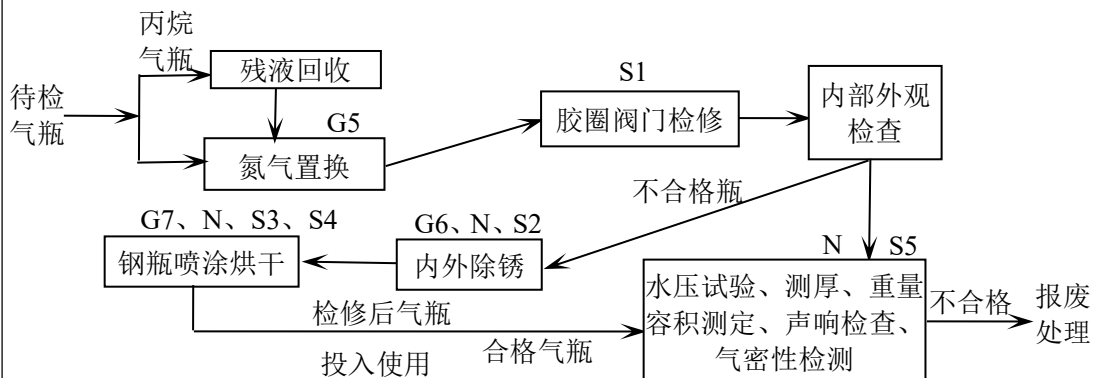 丙烷
气瓶
残液回收
待检
气瓶
G5
氮气置换
S1
胶圈阀门检修
内部外观
检查
不合格瓶
G7、N、S3、S4
钢瓶喷涂烘干
G6、N、S2
内外除锈
N S5
水压试验、测厚、重量
容积测定、声响检查、
气密性检测
不合格
报废
处理
检修后气瓶
合格气瓶
投入使用